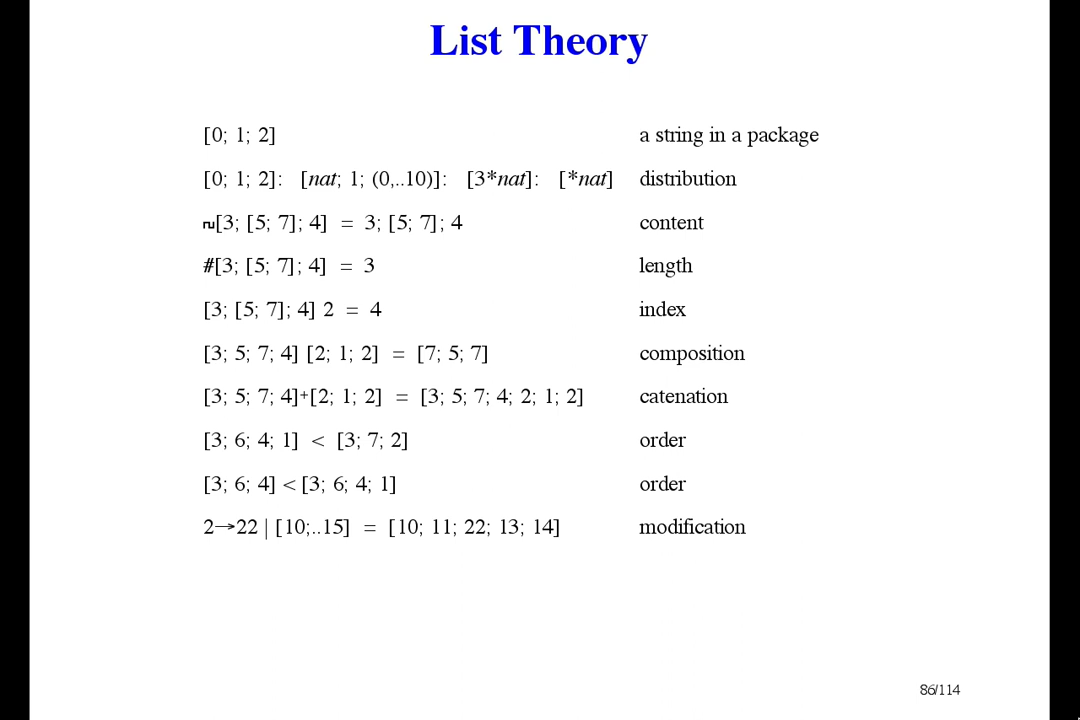 List Theory
[0; 1; 2] a string in a package
[0; 1; 2]: [nat; 1; (0,..10)]: [3*nat]: [*nat] distribution
~[3; [5; 7]; 4] = 3; [5; 7]; 4 content
#[3; [5; 7]; 4] = 3 length
[3; [5; 7]; 4] 2 = 4 index
[3; 5; 7; 4] [2; 1; 2] = [7; 5; 7] composition
[3; 5; 7; 4]+[2; 1; 2] = [3; 5; 7; 4; 2; 1; 2] catenation
[3; 6; 4; 1] < [3; 7; 2] order
[3; 6; 4] < [3; 6; 4; 1] order
2→22 | [10;..15] = [10; 11; 22; 13; 14] modification
86/114